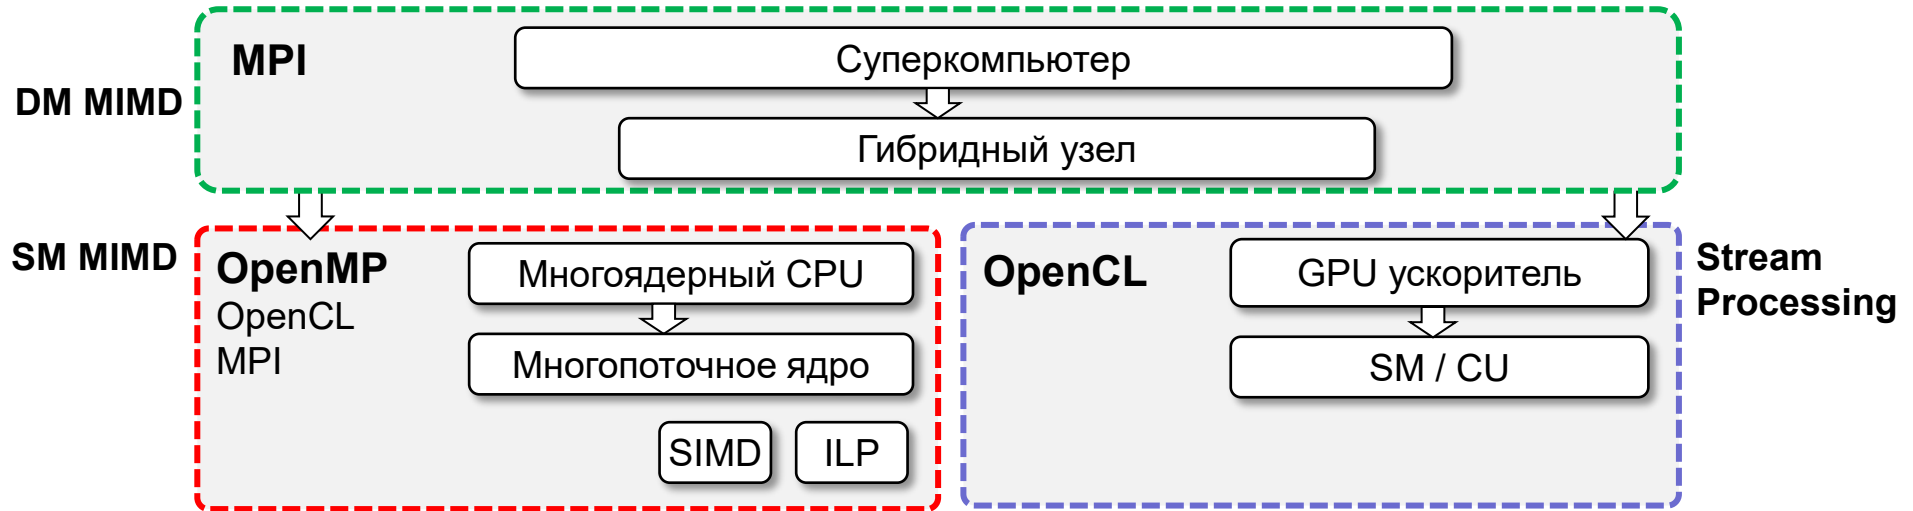 MPI
Суперкомпьютер
DM MIMD
Гибридный узел
SM MIMD
OpenMP
OpenCL
MPI
Многоядерный CPU
Многопоточное ядро
SIMD
ILP
OpenCL
GPU ускоритель
SM / CU
Stream
Processing